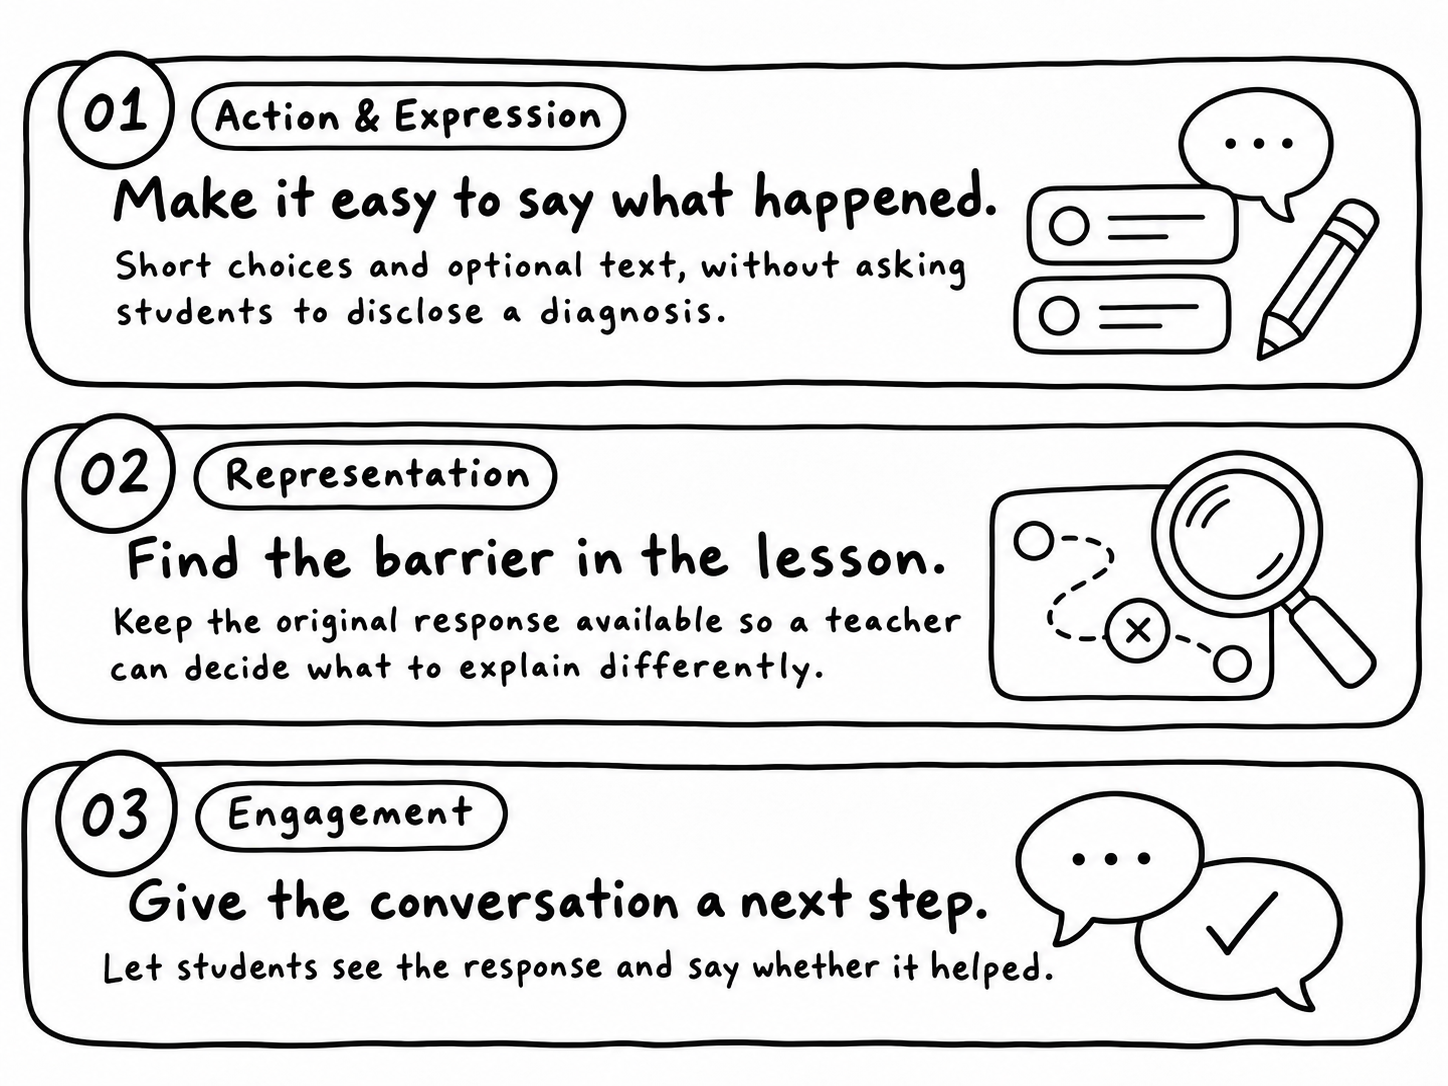 01
Action & Expression
Make it easy to say what happened.
Short choices and optional text, without asking
students to disclose a diagnosis.
02
Representation
Find the barrier in the lesson.
Keep the original response available so a teacher
can decide what to explain differently.
03
Engagement
Give the conversation a next step.
Let students see the response and say whether it helped.